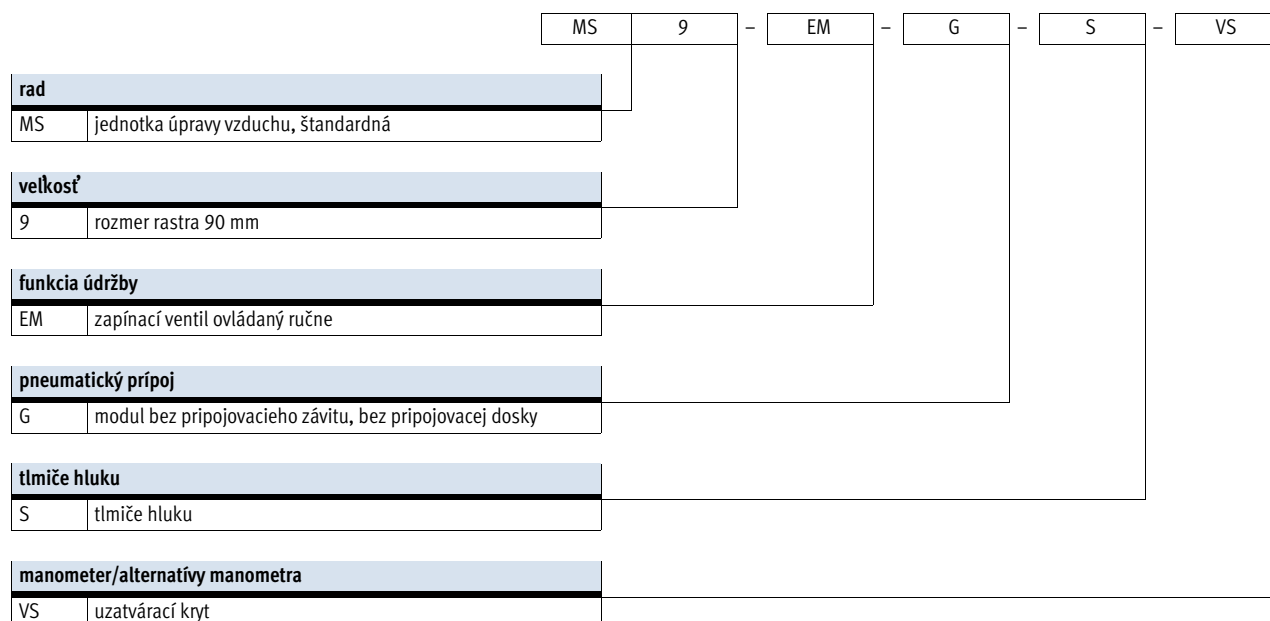 MS 9 – EM – G – S – VS
rad
MS jednotka úpravy vzduchu, štandardná
veľkosť
9 rozmer rastra 90 mm
funkcia údržby
EM zapínací ventil ovládaný ručne
pneumatický prípoj
G modul bez pripojovacieho závitu, bez pripojovacej dosky
tlmiče hluku
S tlmiče hluku
manometer/alternatívy manometra
VS uzatvárací kryt